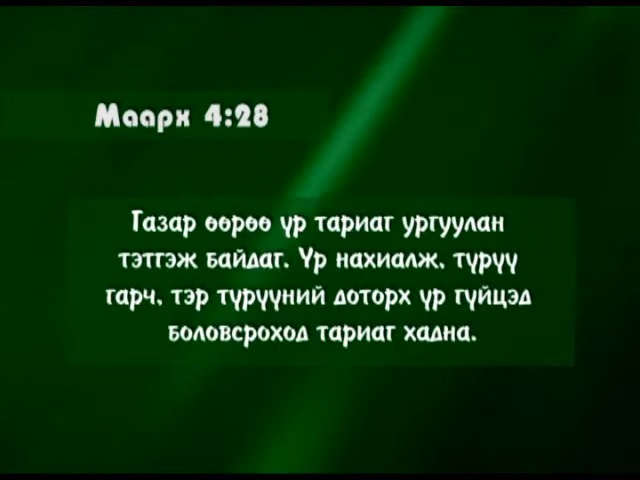 Маарх 4:28
Газар өөрөө үр тариаг ургуулан
тэтгэж байдаг. Үр нахиалж, түрүү
гарч, тэр түрүүний доторх үр гүйцэд
боловсроход тариаг хадна.